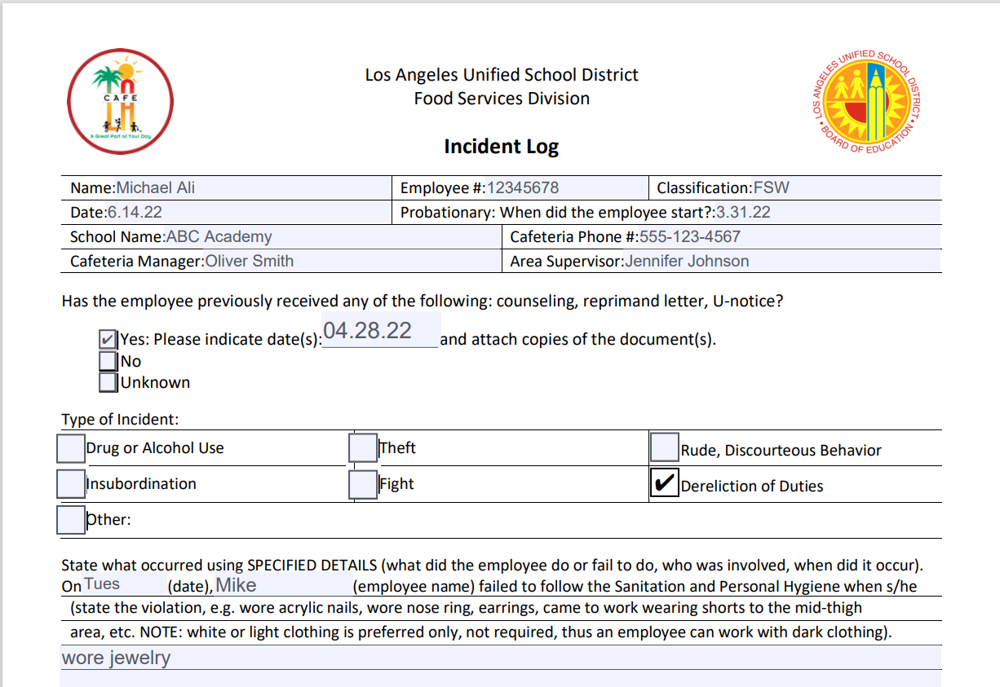 CAFE
LA
A Great Part of Your Day
Los Angeles Unified School District
Food Services Division
LOS ANGELES UNIFIED SCHOOL DISTRICT • BOARD OF EDUCATION •
Incident Log
Name:Michael Ali Employee #:12345678 Classification:FSW
Date:6.14.22 Probationary: When did the employee start?:3.31.22
School Name:ABC Academy Cafeteria Phone #:555-123-4567
Cafeteria Manager:Oliver Smith Area Supervisor:Jennifer Johnson
Has the employee previously received any of the following: counseling, reprimand letter, U-notice?
✔ Yes: Please indicate date(s):04.28.22 and attach copies of the document(s).
No
Unknown
Type of Incident:
Drug or Alcohol Use Theft Rude, Discourteous Behavior
Insubordination Fight ✔ Dereliction of Duties
Other:
State what occurred using SPECIFIED DETAILS (what did the employee do or fail to do, who was involved, when did it occur).
On Tues (date), Mike (employee name) failed to follow the Sanitation and Personal Hygiene when s/he
(state the violation, e.g. wore acrylic nails, wore nose ring, earrings, came to work wearing shorts to the mid-thigh
area, etc. NOTE: white or light clothing is preferred only, not required, thus an employee can work with dark clothing).
wore jewelry